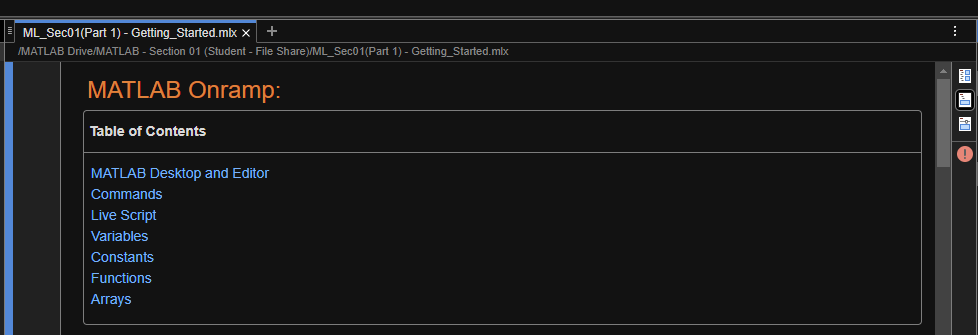 ML_Sec01(Part 1) - Getting_Started.mlx
/MATLAB Drive/MATLAB - Section 01 (Student - File Share)/ML_Sec01(Part 1) - Getting_Started.mlx
MATLAB Onramp:
Table of Contents
MATLAB Desktop and Editor
Commands
Live Script
Variables
Constants
Functions
Arrays